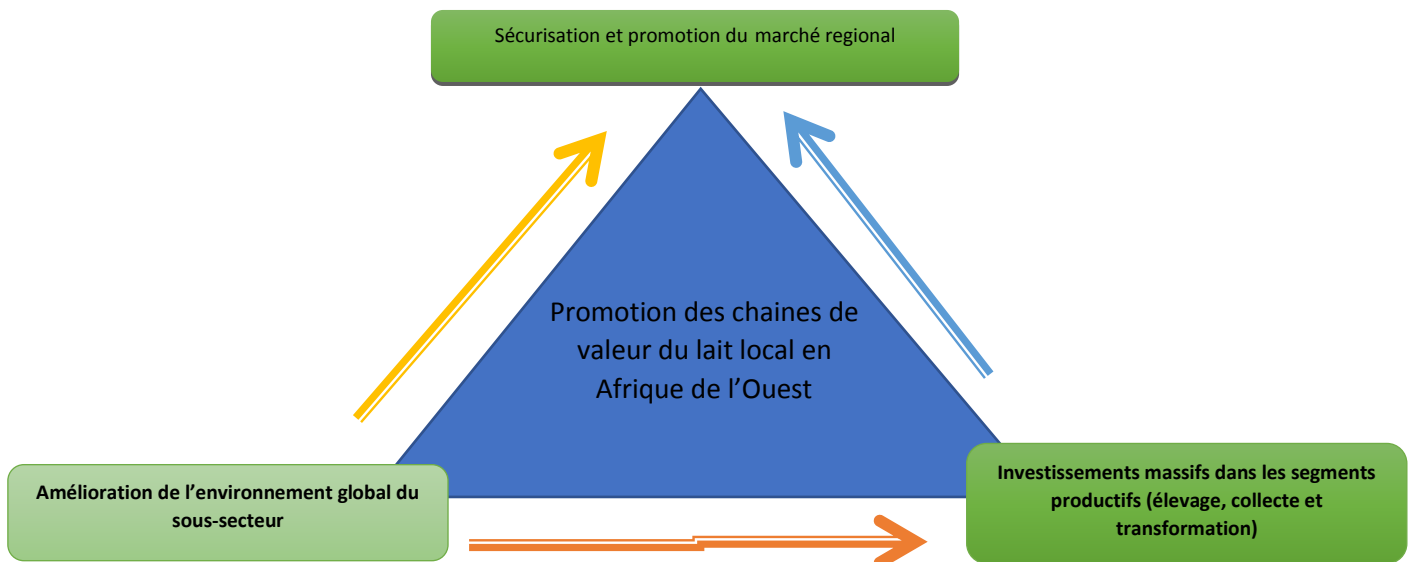 Sécurisation et promotion du marché regional
Promotion des chaines de
valeur du lait local en
Afrique de l’Ouest
Amélioration de l’environnement global du
sous-secteur
Investissements massifs dans les segments
productifs (élevage, collecte et
transformation)